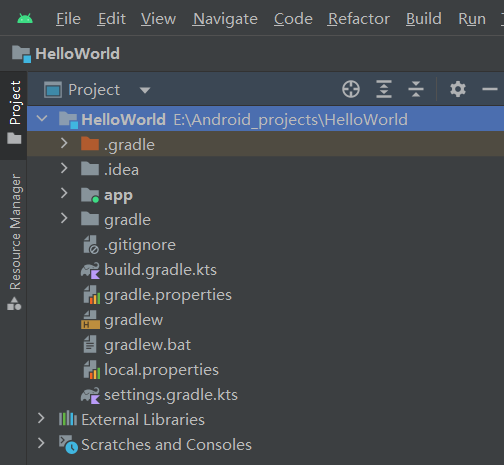 File Edit View Navigate Code Refactor Build Run
HelloWorld
Project
Resource Manager
Project
HelloWorld E:\Android_projects\HelloWorld
.gradle
.idea
app
gradle
.gitignore
build.gradle.kts
gradle.properties
gradlew
gradlew.bat
local.properties
settings.gradle.kts
External Libraries
Scratches and Consoles